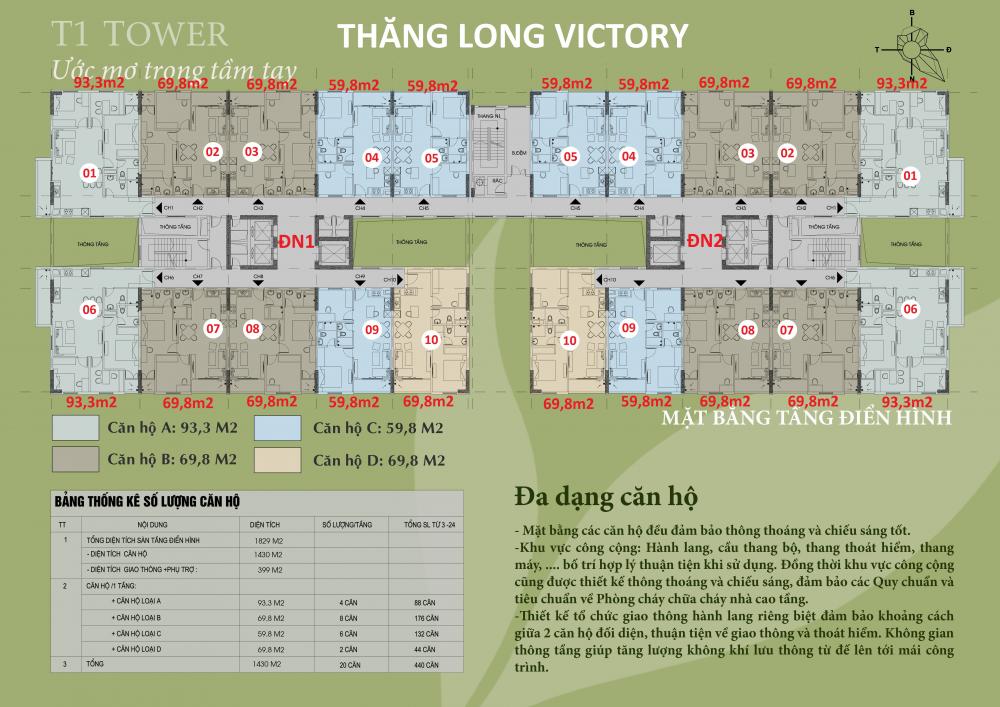 T1 TOWER
THĂNG LONG VICTORY
Ước mơ trong tầm tay
B
T
Đ
N
93,3m2 69,8m2 69,8m2 59,8m2 59,8m2 59,8m2 59,8m2 69,8m2 69,8m2 93,3m2
THANG N1
S.ĐỆM
RÁC
01 02 03 04 05 05 04 03 02 01
CH1 CH2 CH3 CH4 CH5 CH5 CH4 CH3 CH2 CH1
THÔNG TẦNG THÔNG TẦNG
THÔNG TẦNG ĐN1 THÔNG TẦNG THÔNG TẦNG ĐN2 THÔNG TẦNG
CH6 CH7 CH8 CH9 CH10 CH10 CH6
06 07 08 09 10 10 09 08 07 06
93,3m2 69,8m2 69,8m2 59,8m2 69,8m2 69,8m2 59,8m2 69,8m2 69,8m2 93,3m2
MẶT BẰNG TẦNG ĐIỂN HÌNH
Căn hộ A: 93,3 M2 Căn hộ C: 59,8 M2
Căn hộ B: 69,8 M2 Căn hộ D: 69,8 M2
BẢNG THỐNG KÊ SỐ LƯỢNG CĂN HỘ
TT NỘI DUNG DIỆN TÍCH SỐ LƯỢNG/TẦNG TỔNG SL TỪ 3 -24
1 TỔNG DIỆN TÍCH SÀN TẦNG ĐIỂN HÌNH 1829 M2
- DIỆN TÍCH CĂN HỘ 1430 M2
- DIỆN TÍCH GIAO THÔNG +PHỤ TRỢ : 399 M2
2 CĂN HỘ /1 TẦNG:
+ CĂN HỘ LOẠI A 93.3 M2 4 CĂN 88 CĂN
+ CĂN HỘ LOẠI B 69.8 M2 8 CĂN 176 CĂN
+ CĂN HỘ LOẠI C 59.8 M2 6 CĂN 132 CĂN
+ CĂN HỘ LOẠI D 69.8 M2 2 CĂN 44 CĂN
3 TỔNG 1430 M2 20 CĂN 440 CĂN
Đa dạng căn hộ
- Mặt bằng các căn hộ đều đảm bảo thông thoáng và chiếu sáng tốt.
-Khu vực công cộng: Hành lang, cầu thang bộ, thang thoát hiểm, thang
máy, .... bố trí hợp lý thuận tiện khi sử dụng. Đồng thời khu vực công cộng
cũng được thiết kế thông thoáng và chiếu sáng, đảm bảo các Quy chuẩn và
tiêu chuẩn về Phòng cháy chữa cháy nhà cao tầng.
-Thiết kế tổ chức giao thông hành lang riêng biệt đảm bảo khoảng cách
giữa 2 căn hộ đối diện, thuận tiện về giao thông và thoát hiểm. Không gian
thông tầng giúp tăng lượng không khí lưu thông từ đế lên tới mái công
trình.